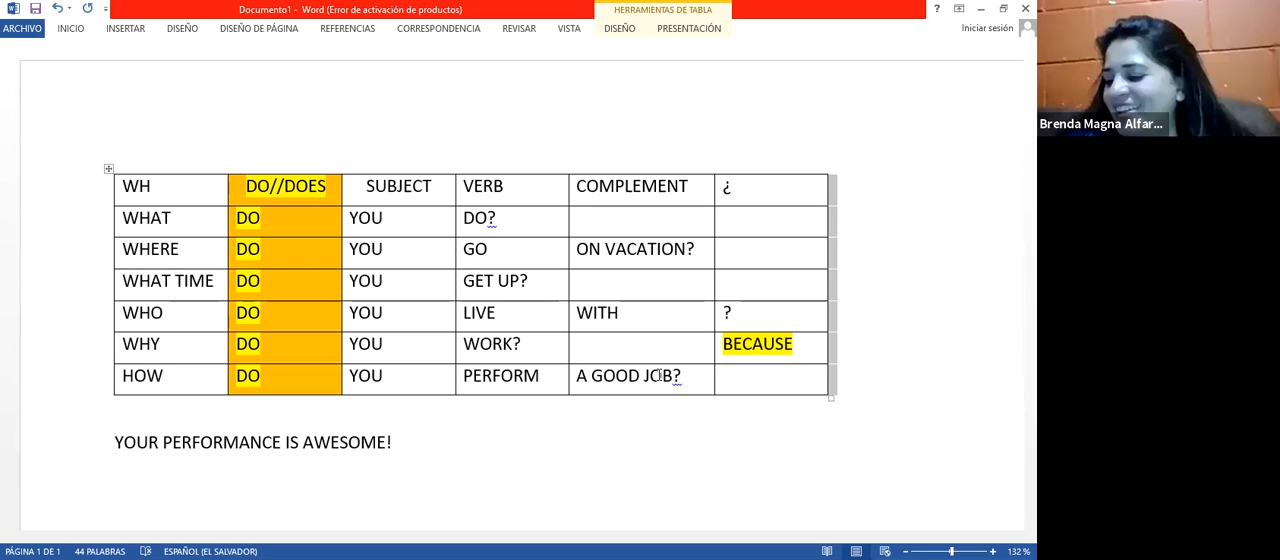 Documento1 - Word (Error de activación de productos)
HERRAMIENTAS DE TABLA
?
ARCHIVO INICIO INSERTAR DISEÑO DISEÑO DE PÁGINA REFERENCIAS CORRESPONDENCIA REVISAR VISTA DISEÑO PRESENTACIÓN Iniciar sesión
Brenda Magna Alfar...
WH DO//DOES SUBJECT VERB COMPLEMENT ¿
WHAT DO YOU DO?
WHERE DO YOU GO ON VACATION?
WHAT TIME DO YOU GET UP?
WHO DO YOU LIVE WITH ?
WHY DO YOU WORK? BECAUSE
HOW DO YOU PERFORM A GOOD JOB?
YOUR PERFORMANCE IS AWESOME!
PÁGINA 1 DE 1 44 PALABRAS ESPAÑOL (EL SALVADOR) 132 %